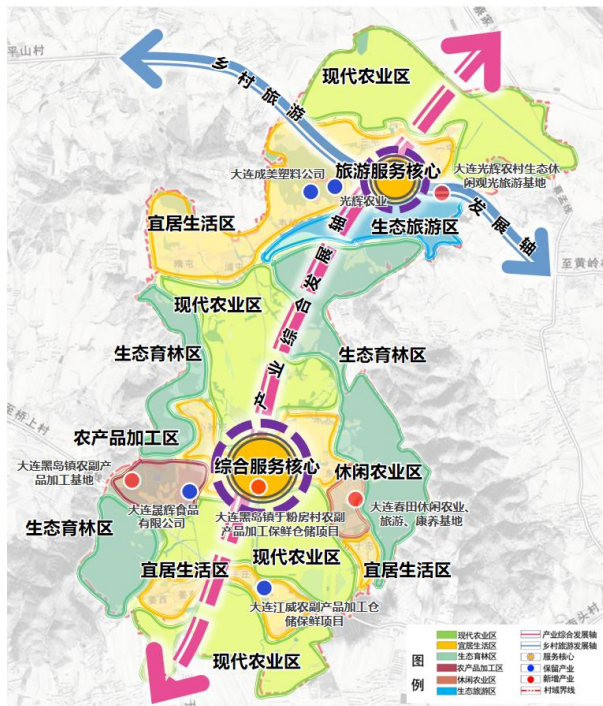 平山村
乡村旅游
现代农业区
旅游服务核心
大连成美塑料公司
光辉农业
大连光辉农村生态休
闲观光旅游基地
发展轴
宜居生活区
生态旅游区
至黄岭
现代农业区
产业综合发展轴
生态育林区
生态育林区
至桥上村
农产品加工区
大连黑岛镇农副产
品加工基地
综合服务核心
休闲农业区
大连晟辉食品
有限公司
大连黑岛镇于粉房村农副
产品加工保鲜仓储项目
大连春田休闲农业、
旅游、康养基地
生态育林区
宜居生活区
现代农业区
宜居生活区
大连江威农副产品加工仓
储保鲜项目
现代农业区
图例
现代农业区
宜居生活区
生态育林区
农产品加工区
休闲农业区
生态旅游区
产业综合发展轴
乡村旅游发展轴
服务核心
保留产业
新增产业
村域界线